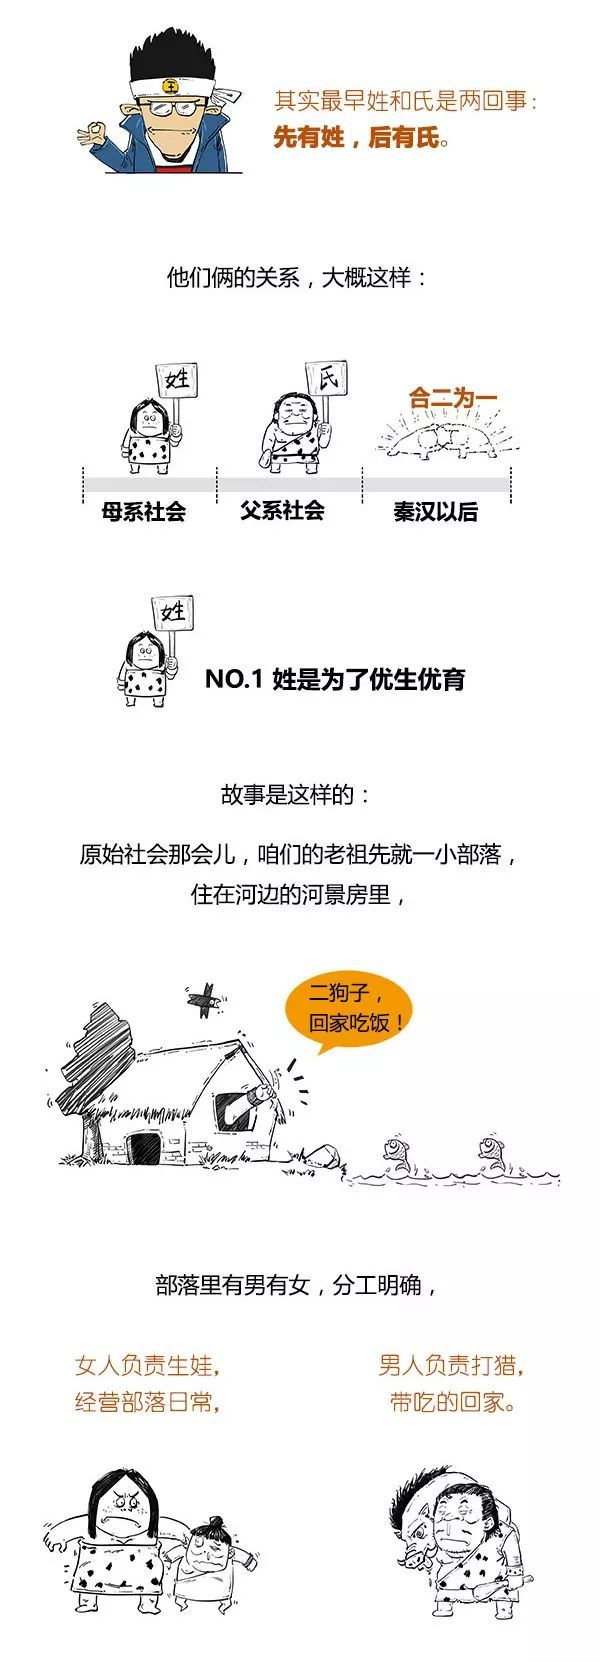 王
其实最早姓和氏是两回事：
先有姓，后有氏。
他们俩的关系，大概这样：
姓
氏
合二为一
母系社会
父系社会
秦汉以后
姓
NO.1 姓是为了优生优育
故事是这样的：
原始社会那会儿，咱们的老祖先就一小部落，
住在河边的河景房里，
二狗子，
回家吃饭！
部落里有男有女，分工明确，
女人负责生娃，
经营部落日常，
男人负责打猎，
带吃的回家。